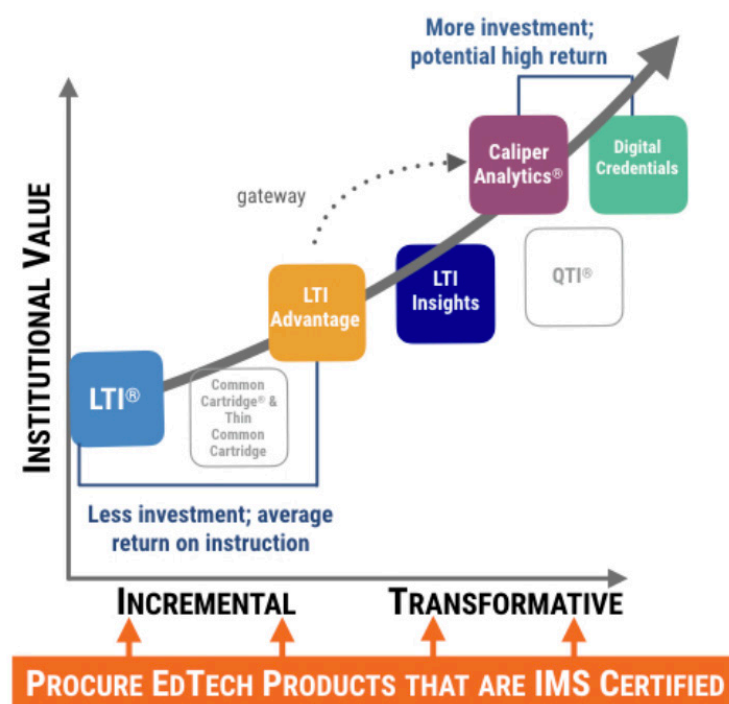 More investment;
potential high return
Caliper
Analytics®
Digital
Credentials
gateway
INSTITUTIONAL VALUE
LTI
Advantage
LTI
Insights
QTI®
LTI®
Common
Cartridge® &
Thin
Common
Cartridge
Less investment; average
return on instruction
INCREMENTAL
TRANSFORMATIVE
PROCURE EDTECH PRODUCTS THAT ARE IMS CERTIFIED